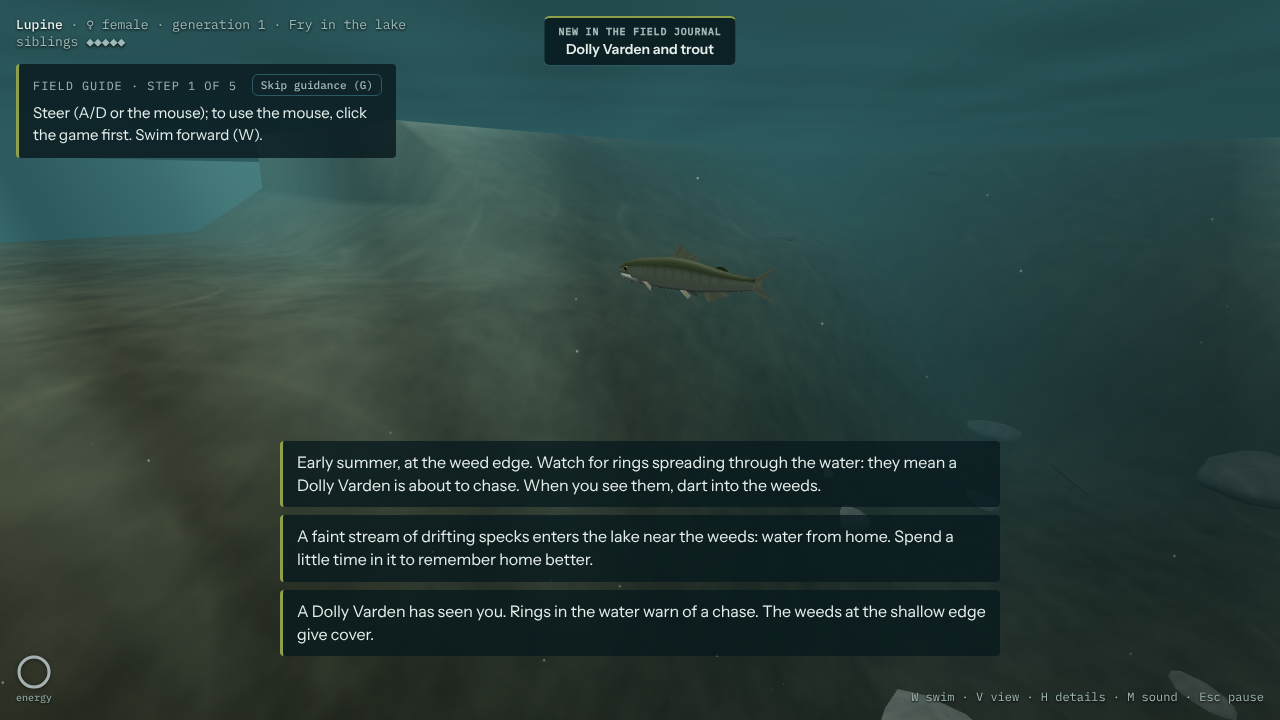 Lupine · ♀ female · generation 1 · Fry in the lake
siblings ◆◆◆◆◆
NEW IN THE FIELD JOURNAL
Dolly Varden and trout
FIELD GUIDE · STEP 1 OF 5
Skip guidance (G)
Steer (A/D or the mouse); to use the mouse, click
the game first. Swim forward (W).
Early summer, at the weed edge. Watch for rings spreading through the water: they mean a
Dolly Varden is about to chase. When you see them, dart into the weeds.
A faint stream of drifting specks enters the lake near the weeds: water from home. Spend a
little time in it to remember home better.
A Dolly Varden has seen you. Rings in the water warn of a chase. The weeds at the shallow edge
give cover.
energy
W swim · V view · H details · M sound · Esc pause